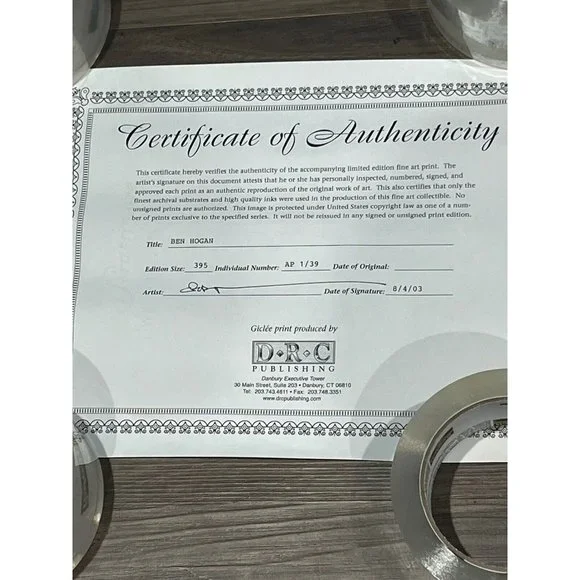 Certificate of Authenticity
This certificate hereby verifies the authenticity of the accompanying limited edition fine art print. The
artist's signature on this document attests that he or she has personally inspected, numbered, signed, and
approved each print as an authentic reproduction of the original work of art. This also certifies that only the
finest archival substrates and high quality inks were used in the production of this fine art collectible. No
unsigned prints are authorized. This image is protected under United States copyright law as one of a num-
ber of prints exclusive to the specified series. It will not be reissued in any signed or unsigned print edition.
Title: BEN HOGAN
Edition Size: 395 Individual Number: AP 1/39 Date of Original:
Artist: Date of Signature: 8/4/03
Giclée print produced by
D•R•C
PUBLISHING
Danbury Executive Tower
30 Main Street, Suite 203 • Danbury, CT 06810
Tel: 203.743.4611 • Fax: 203.748.3351
www.drcpublishing.com